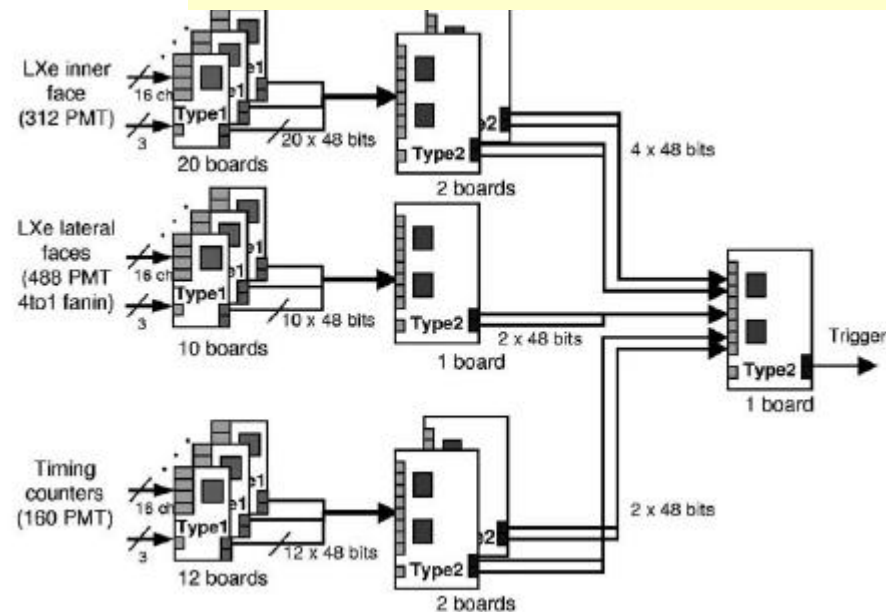 LXe inner
face
(312 PMT)
16 ch
3
Type1
20 x 48 bits
20 boards
Type2
2 boards
4 x 48 bits
LXe lateral
faces
(488 PMT
4to1 fanin)
16 ch
3
Type1
10 x 48 bits
10 boards
Type2
1 board
2 x 48 bits
Trigger
Type2
1 board
Timing
counters
(160 PMT)
16 ch
3
Type1
12 x 48 bits
12 boards
Type2
2 boards
2 x 48 bits